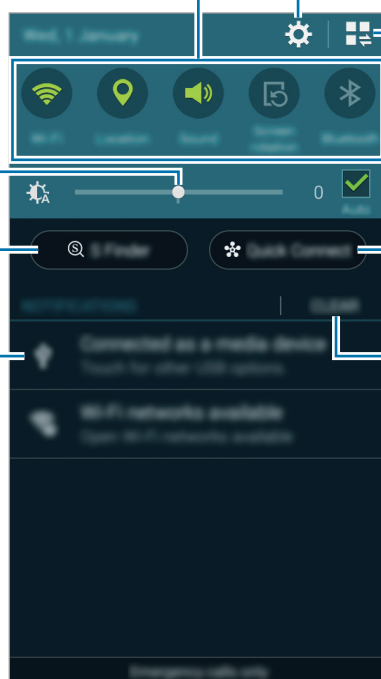 Wed, 1 January
Wi-Fi Location Sound Screen rotation Bluetooth
0
Auto
S Finder Quick Connect
NOTIFICATIONS CLEAR
Connected as a media device
Touch for other USB options.
Wi-Fi networks available
Open Wi-Fi networks available
Emergency calls only